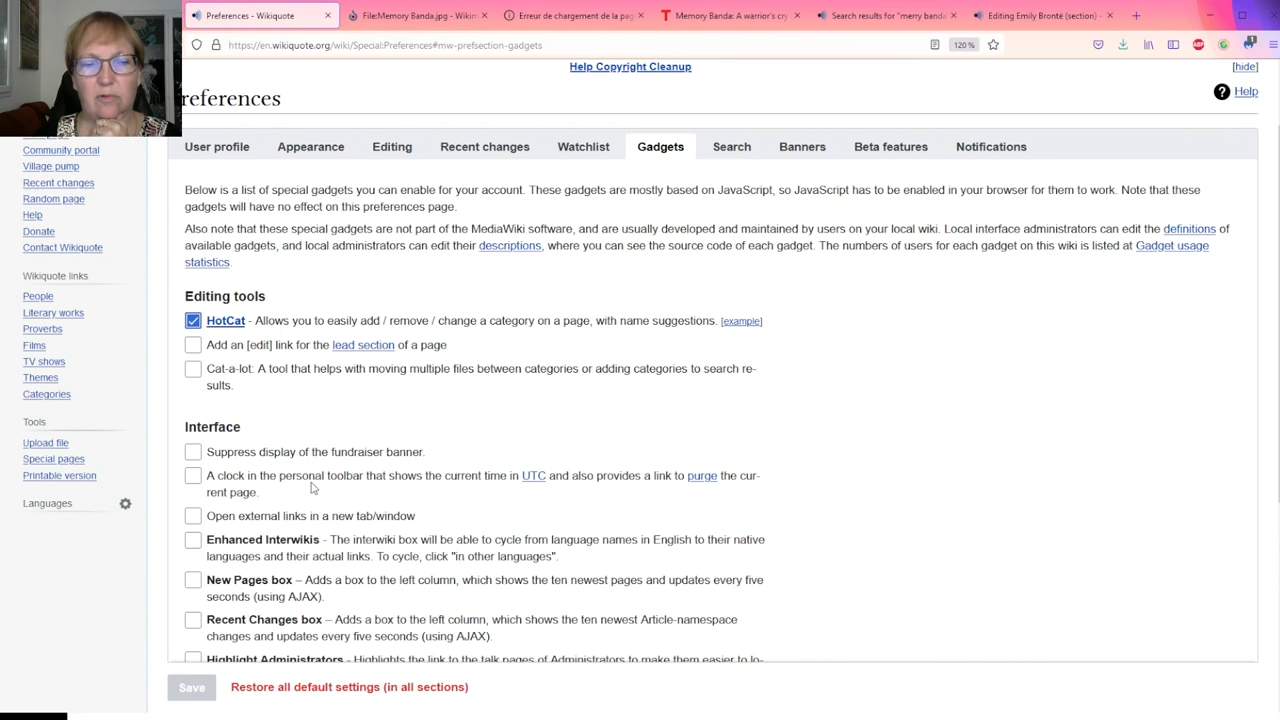 Preferences - Wikiquote
File:Memory Banda.jpg - Wikim
Erreur de chargement de la pag
Memory Banda: A warrior's cry
Search results for "merry banda
Editing Emily Brontë (section) -
https://en.wikiquote.org/wiki/Special:Preferences#mw-prefsection-gadgets
120 %
ABP
1
Help Copyright Cleanup
[hide]
references
Help
Community portal
Village pump
Recent changes
Random page
Help
Donate
Contact Wikiquote
Wikiquote links
People
Literary works
Proverbs
Films
TV shows
Themes
Categories
Tools
Upload file
Special pages
Printable version
Languages
User profile Appearance Editing Recent changes Watchlist Gadgets Search Banners Beta features Notifications
Below is a list of special gadgets you can enable for your account. These gadgets are mostly based on JavaScript, so JavaScript has to be enabled in your browser for them to work. Note that these
gadgets will have no effect on this preferences page.
Also note that these special gadgets are not part of the MediaWiki software, and are usually developed and maintained by users on your local wiki. Local interface administrators can edit the definitions of
available gadgets, and local administrators can edit their descriptions, where you can see the source code of each gadget. The numbers of users for each gadget on this wiki is listed at Gadget usage
statistics.
Editing tools
HotCat - Allows you to easily add / remove / change a category on a page, with name suggestions. [example]
Add an [edit] link for the lead section of a page
Cat-a-lot: A tool that helps with moving multiple files between categories or adding categories to search re-
sults.
Interface
Suppress display of the fundraiser banner.
A clock in the personal toolbar that shows the current time in UTC and also provides a link to purge the cur-
rent page.
Open external links in a new tab/window
Enhanced Interwikis - The interwiki box will be able to cycle from language names in English to their native
languages and their actual links. To cycle, click "in other languages".
New Pages box – Adds a box to the left column, which shows the ten newest pages and updates every five
seconds (using AJAX).
Recent Changes box – Adds a box to the left column, which shows the ten newest Article-namespace
changes and updates every five seconds (using AJAX).
Highlight Administrators - Highlights the link to the talk pages of Administrators to make them easier to lo-
Save
Restore all default settings (in all sections)